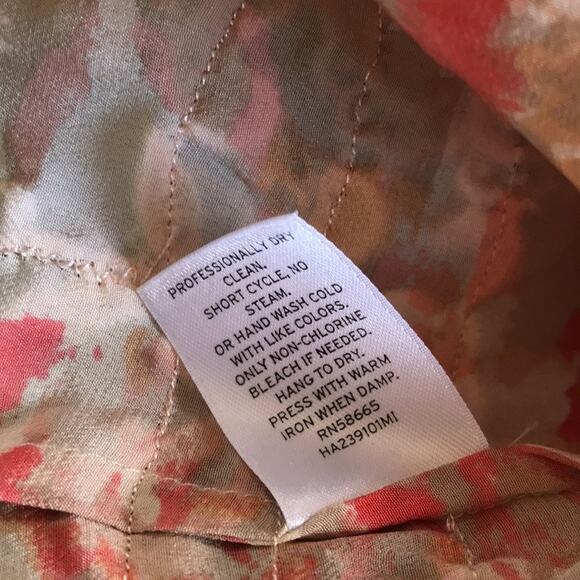 PROFESSIONALLY DRY
CLEAN.
SHORT CYCLE. NO
STEAM.
OR HAND WASH COLD
WITH LIKE COLORS.
ONLY NON-CHLORINE
BLEACH IF NEEDED.
HANG TO DRY.
PRESS WITH WARM
IRON WHEN DAMP.
RN58665
HA239101MI